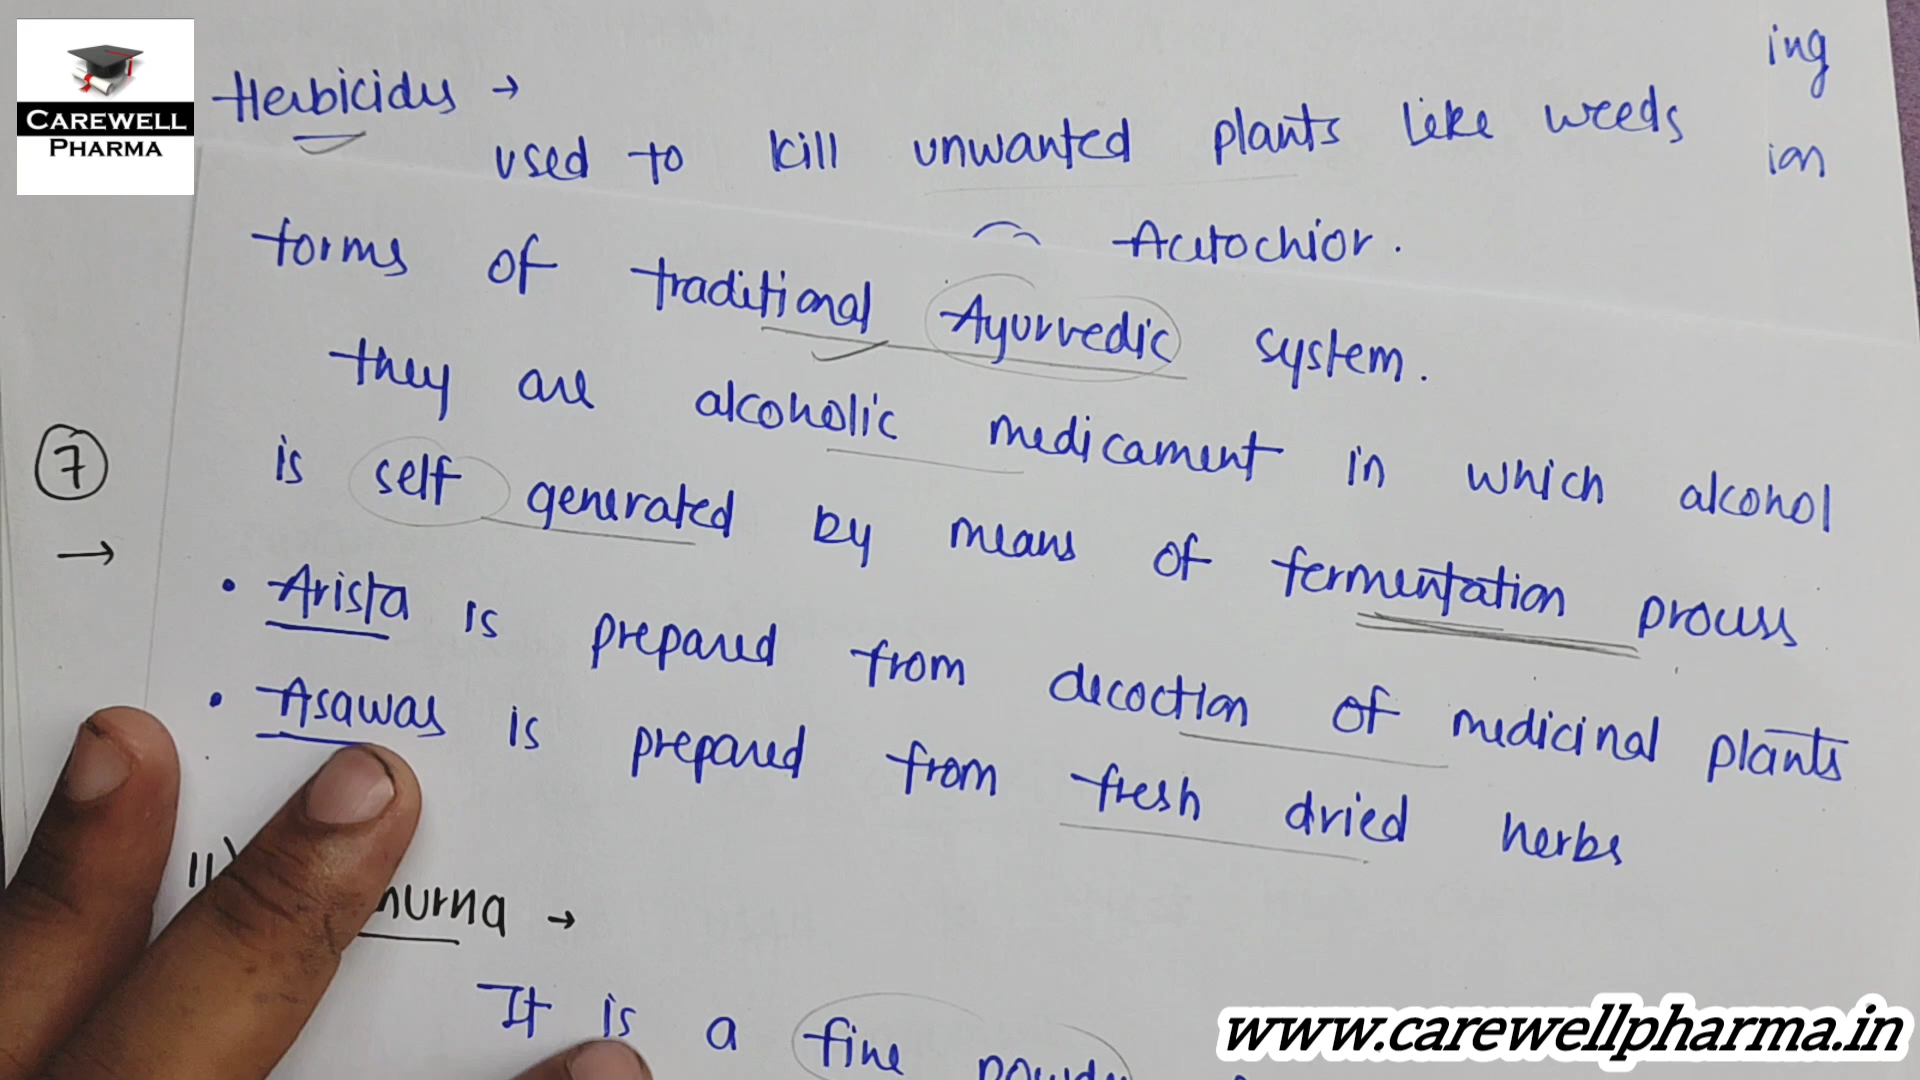 CAREWELL
PHARMA
ing
Herbicides →
used to kill unwanted plants like weeds
ion
Acetochlor.
forms of traditional Ayurvedic system.
they are alcoholic medicament in which alcohol
7
is self generated by means of fermentation process
→
• Arista is prepared from decoction of medicinal plants
• Asawas is prepared from fresh dried herbs
hurna →
It is a fine
www.carewellpharma.in